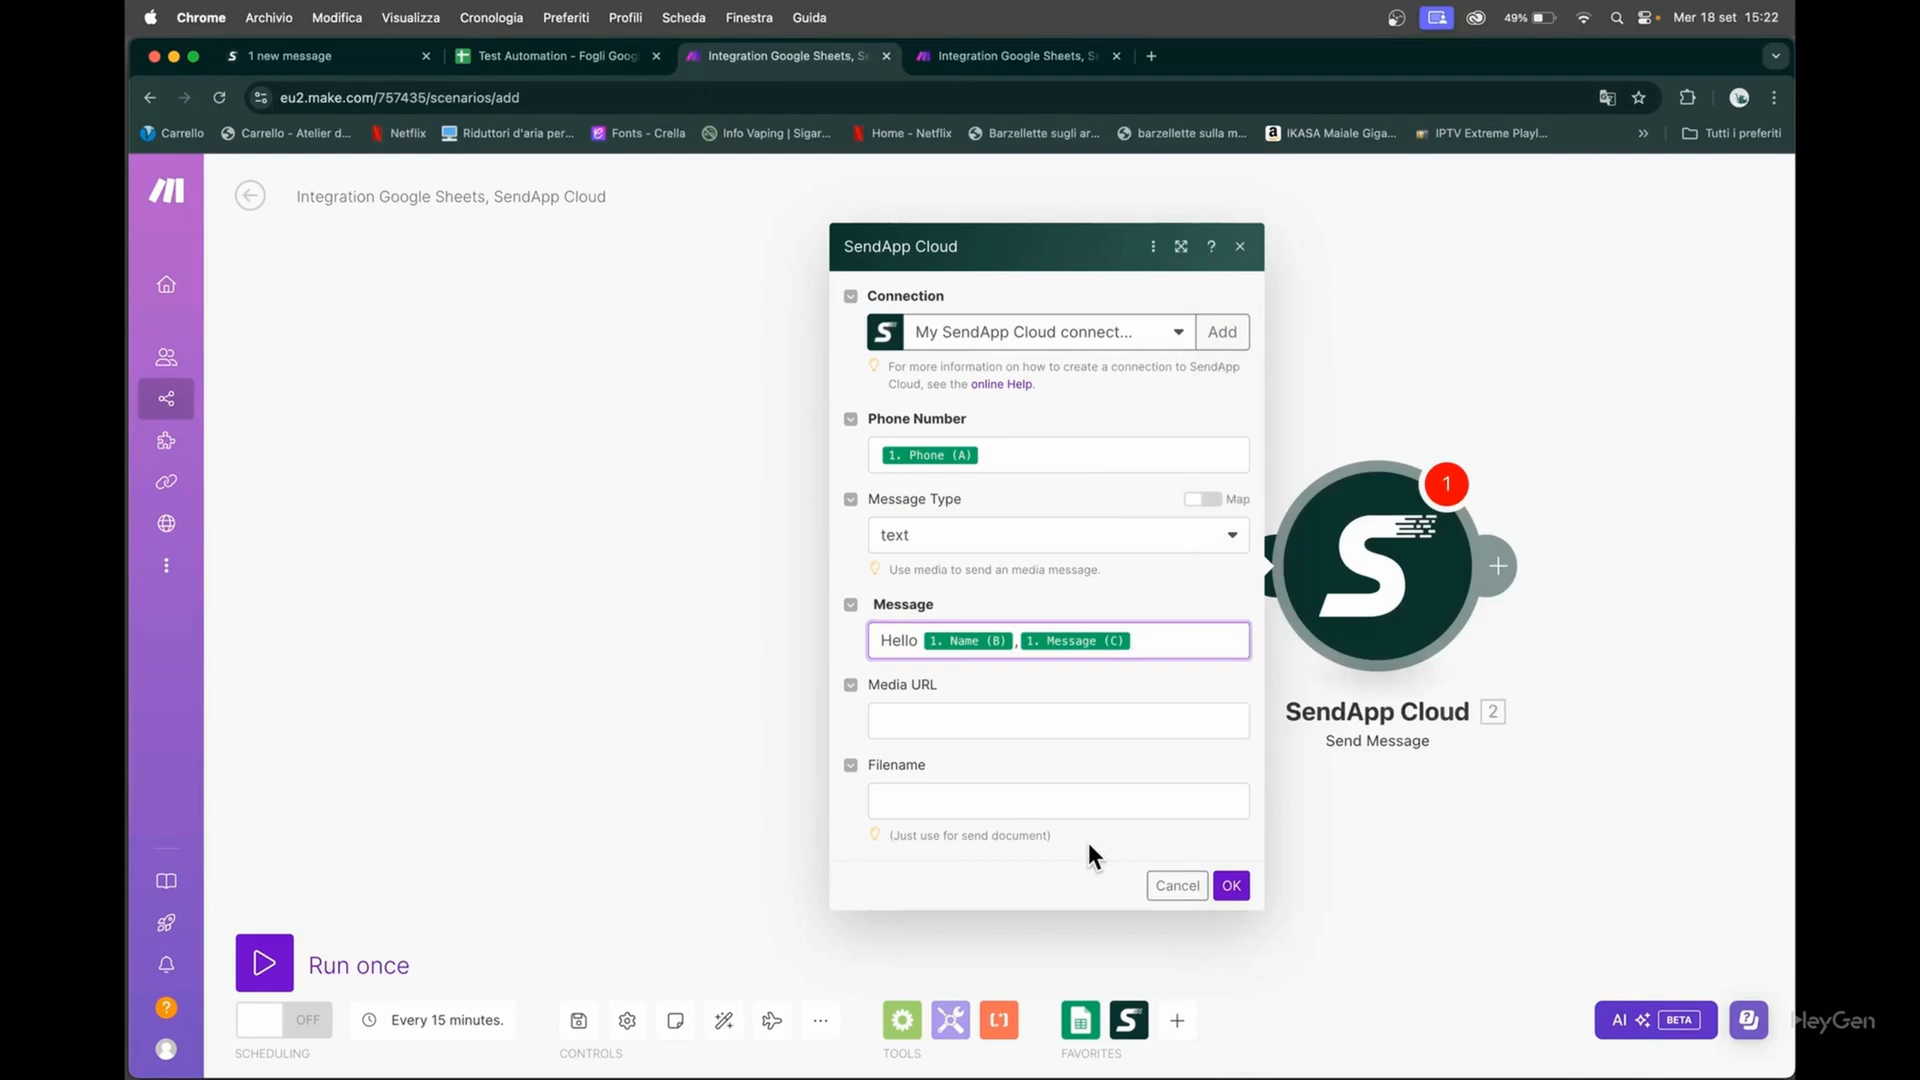 Chrome Archivio Modifica Visualizza Cronologia Preferiti Profili Scheda Finestra Guida 49% Mer 18 set 15:22
1 new message Test Automation - Fogli Goog Integration Google Sheets, S Integration Google Sheets, S
eu2.make.com/757435/scenarios/add
Carrello Carrello - Atelier d... Netflix Riduttori d'aria per... Fonts - Crella Info Vaping | Sigar... Home - Netflix Barzellette sugli ar... barzellette sulla m... IKASA Maiale Giga... IPTV Extreme Playl... Tutti i preferiti
Integration Google Sheets, SendApp Cloud
SendApp Cloud
Connection
My SendApp Cloud connect... Add
For more information on how to create a connection to SendApp
Cloud, see the online Help.
Phone Number
1. Phone (A)
Message Type Map
text
Use media to send an media message.
Message
Hello 1. Name (B) , 1. Message (C)
Media URL
Filename
(Just use for send document)
Cancel OK
1
SendApp Cloud 2
Send Message
Run once
OFF Every 15 minutes.
AI BETA
HeyGen
SCHEDULING CONTROLS TOOLS FAVORITES